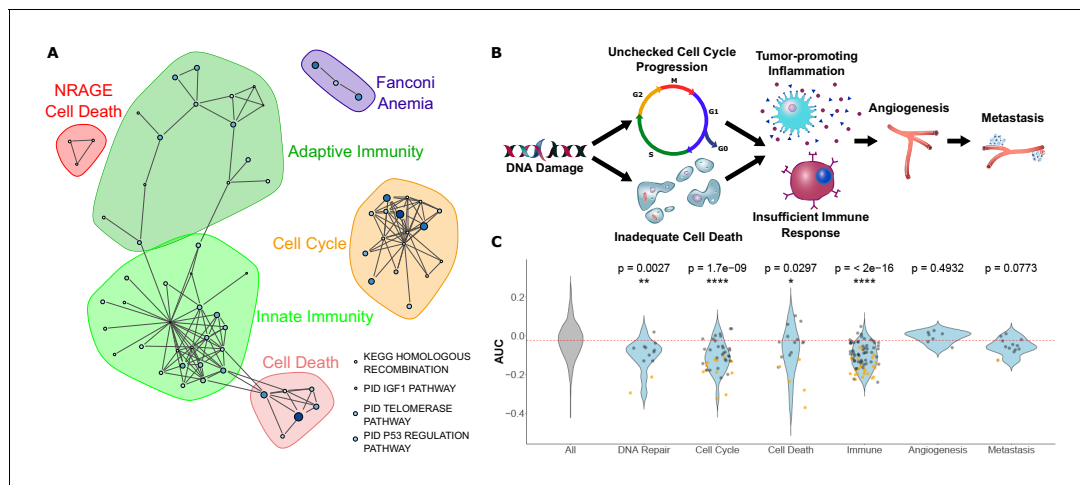 A
NRAGE
Cell Death
Fanconi
Anemia
Adaptive Immunity
Cell Cycle
Innate Immunity
Cell Death
KEGG HOMOLOGOUS
RECOMBINATION
PID IGF1 PATHWAY
PID TELOMERASE
PATHWAY
PID P53 REGULATION
PATHWAY
B
Unchecked Cell Cycle
Progression
M
G2
G1
S
G0
DNA Damage
Inadequate Cell Death
Tumor-promoting
Inflammation
Insufficient Immune
Response
Angiogenesis
Metastasis
C
p = 0.0027
**
p = 1.7e-09
****
p = 0.0297
*
p = < 2e-16
****
p = 0.4932
p = 0.0773
AUC
0.2
0.0
−0.2
−0.4
All
DNA Repair
Cell Cycle
Cell Death
Immune
Angiogenesis
Metastasis